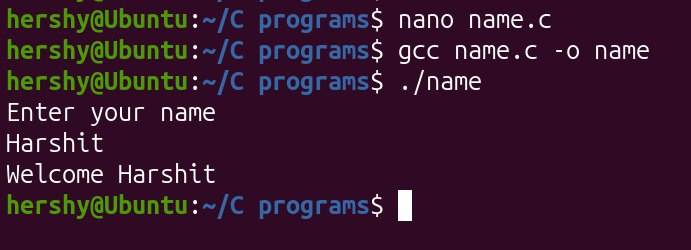 hershy@Ubuntu:~/C programs$ nano name.c
hershy@Ubuntu:~/C programs$ gcc name.c -o name
hershy@Ubuntu:~/C programs$ ./name
Enter your name
Harshit
Welcome Harshit
hershy@Ubuntu:~/C programs$